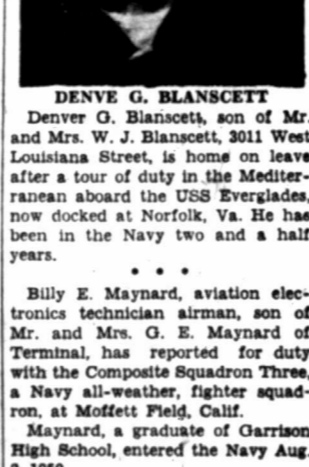 DENVE G. BLANSCETT
Denver G. Blanscett, son of Mr.
and Mrs. W. J. Blanscett, 3011 West
Louisiana Street, is home on leave
after a tour of duty in the Mediter-
ranean aboard the USS Everglades,
now docked at Norfolk, Va. He has
been in the Navy two and a half
years.
• • •
Billy E. Maynard, aviation elec-
tronics technician airman, son of
Mr. and Mrs. G. E. Maynard of
Terminal, has reported for duty
with the Composite Squadron Three,
a Navy all-weather, fighter squad-
ron, at Moffett Field, Calif.
Maynard, a graduate of Garrison
High School, entered the Navy Aug.